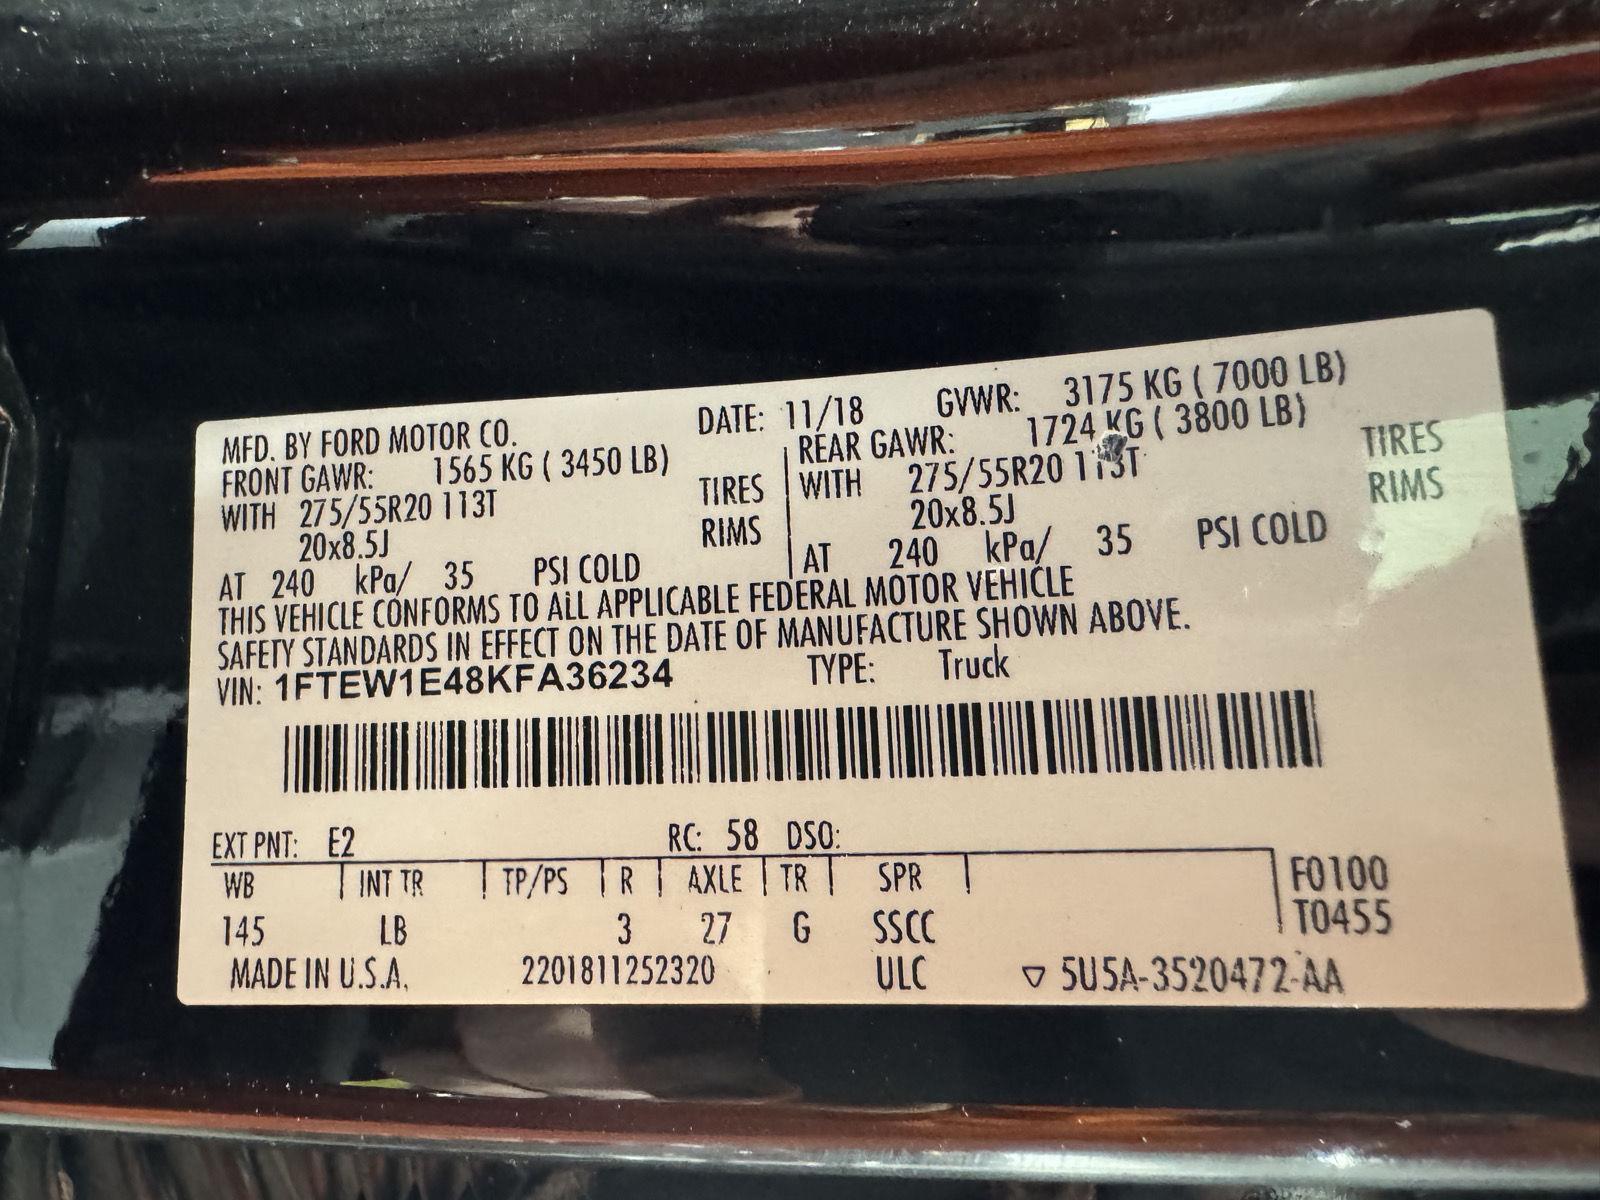 MFD. BY FORD MOTOR CO. DATE: 11/18 GVWR: 3175 KG ( 7000 LB)
FRONT GAWR: 1565 KG ( 3450 LB) REAR GAWR: 1724 KG ( 3800 LB)
WITH 275/55R20 113T TIRES WITH 275/55R20 113T TIRES
20x8.5J RIMS 20x8.5J RIMS
AT 240 kPa/ 35 PSI COLD AT 240 kPa/ 35 PSI COLD
THIS VEHICLE CONFORMS TO ALL APPLICABLE FEDERAL MOTOR VEHICLE
SAFETY STANDARDS IN EFFECT ON THE DATE OF MANUFACTURE SHOWN ABOVE.
VIN: 1FTEW1E48KFA36234 TYPE: Truck
EXT PNT: E2 RC: 58 DSO:
WB INT TR TP/PS R AXLE TR SPR F0100
145 LB 3 27 G SSCC T0455
MADE IN U.S.A. 2201811252320 ULC ▽ 5U5A-3520472-AA